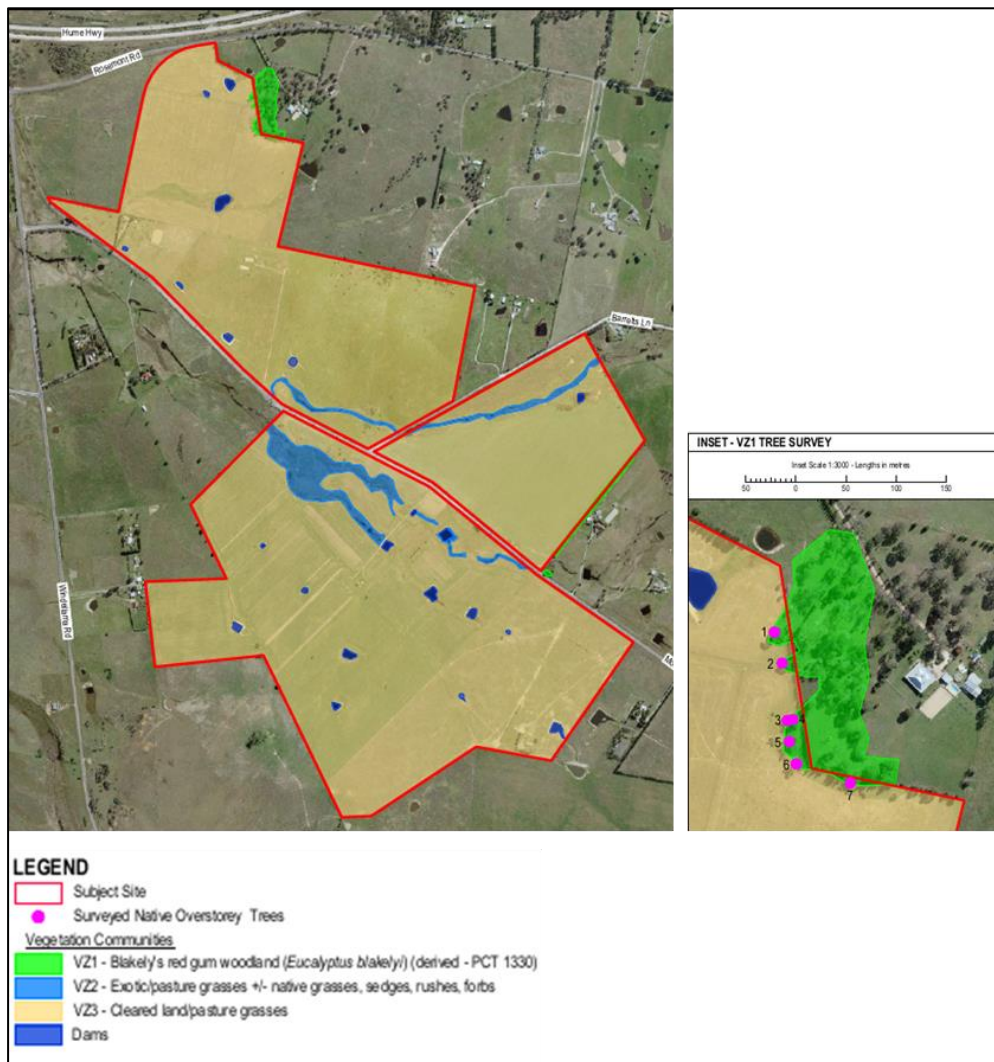 Hume Hwy
Rosemont Rd
Barretts Ln
Windellama Rd
INSET - VZ1 TREE SURVEY
Inset Scale 1:3000 - Lengths in metres
50 0 50 100 150
1
2
3 4
5
6
7
LEGEND
Subject Site
Surveyed Native Overstorey Trees
Vegetation Communities
VZ1 - Blakely's red gum woodland (Eucalyptus blakelyi) (derived - PCT 1330)
VZ2 - Exotic/pasture grasses +/- native grasses, sedges, rushes, forbs
VZ3 - Cleared land/pasture grasses
Dams